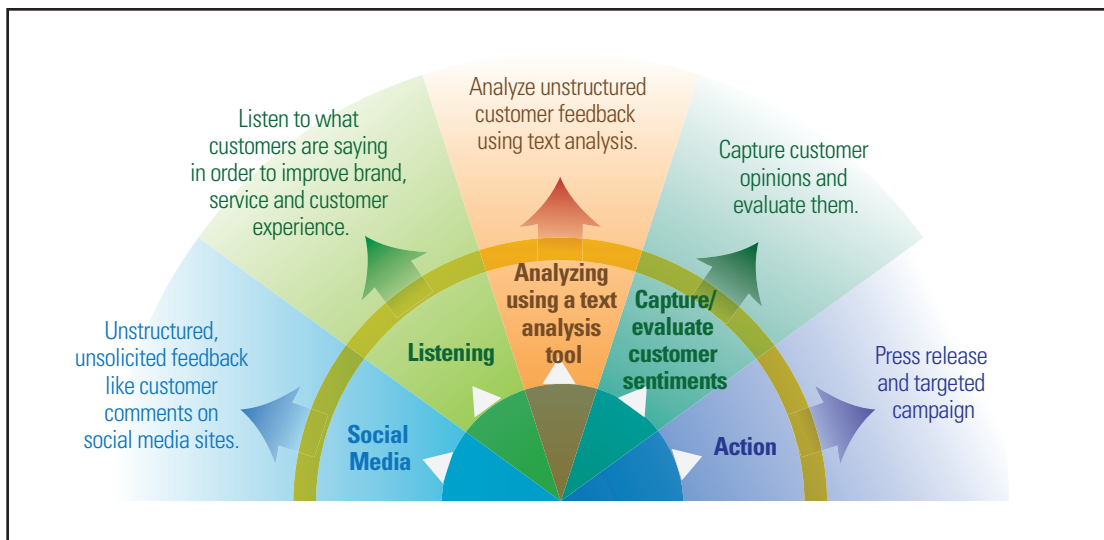 Unstructured,
unsolicited feedback
like customer
comments on
social media sites.
Social
Media
Listen to what
customers are saying
in order to improve brand,
service and customer
experience.
Listening
Analyze unstructured
customer feedback
using text analysis.
Analyzing
using a text
analysis
tool
Capture customer
opinions and
evaluate them.
Capture/
evaluate
customer
sentiments
Press release
and targeted
campaign
Action